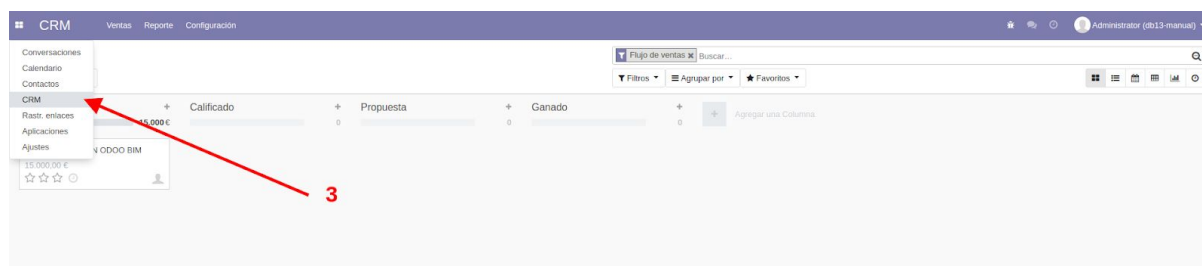 CRM Ventas Reporte Configuración Administrator (db13-manual)
Conversaciones
Calendario
Contactos
CRM
Rastr. enlaces
Aplicaciones
Ajustes
Flujo de ventas Buscar...
Filtros Agrupar por Favoritos
Calificado Propuesta Ganado Agregar una Columna
15.000 € 0 0 0
N ODOO BIM
15.000,00 €
3